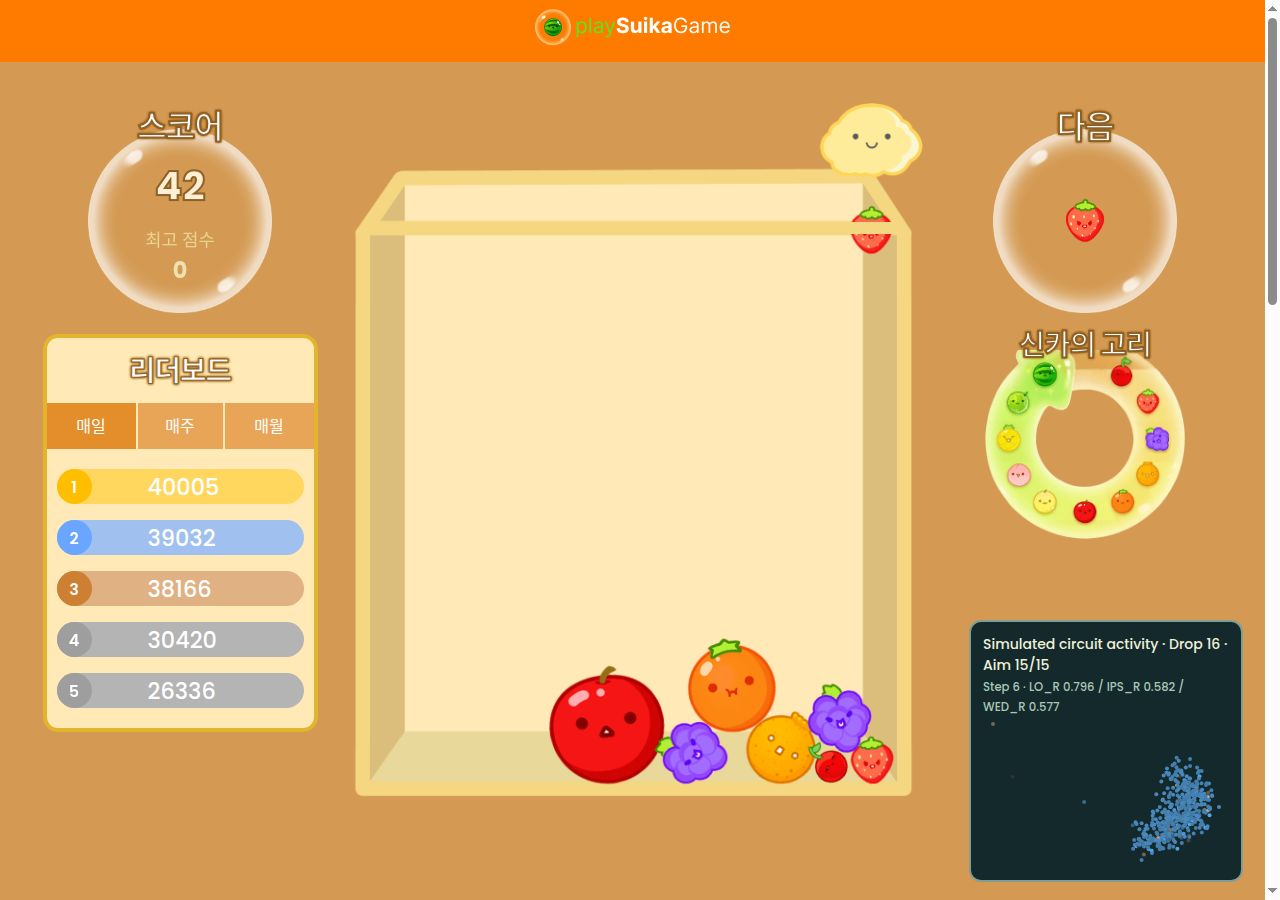 playSuikaGame
스코어
42
최고 점수
0
다음
리더보드
매일 매주 매월
1 40005
2 39032
3 38166
4 30420
5 26336
신카의 고리
Simulated circuit activity · Drop 16 ·
Aim 15/15
Step 6 · LO_R 0.796 / IPS_R 0.582 /
WED_R 0.577